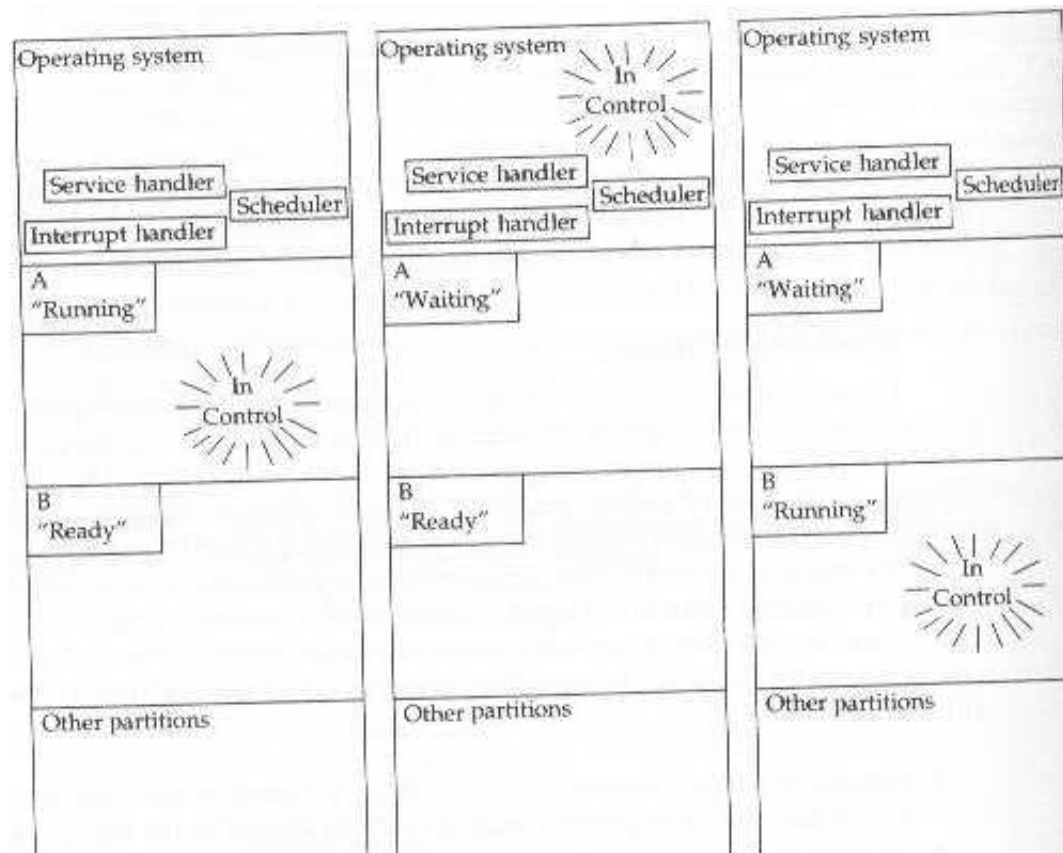 Operating system
In
Control
Service handler
Scheduler
Interrupt handler
A
“Running”
In
Control
B
“Ready”
Other partitions
Operating system
In
Control
Service handler
Scheduler
Interrupt handler
A
“Waiting”
B
“Ready”
Other partitions
Operating system
Service handler
Scheduler
Interrupt handler
A
“Waiting”
B
“Running”
In
Control
Other partitions